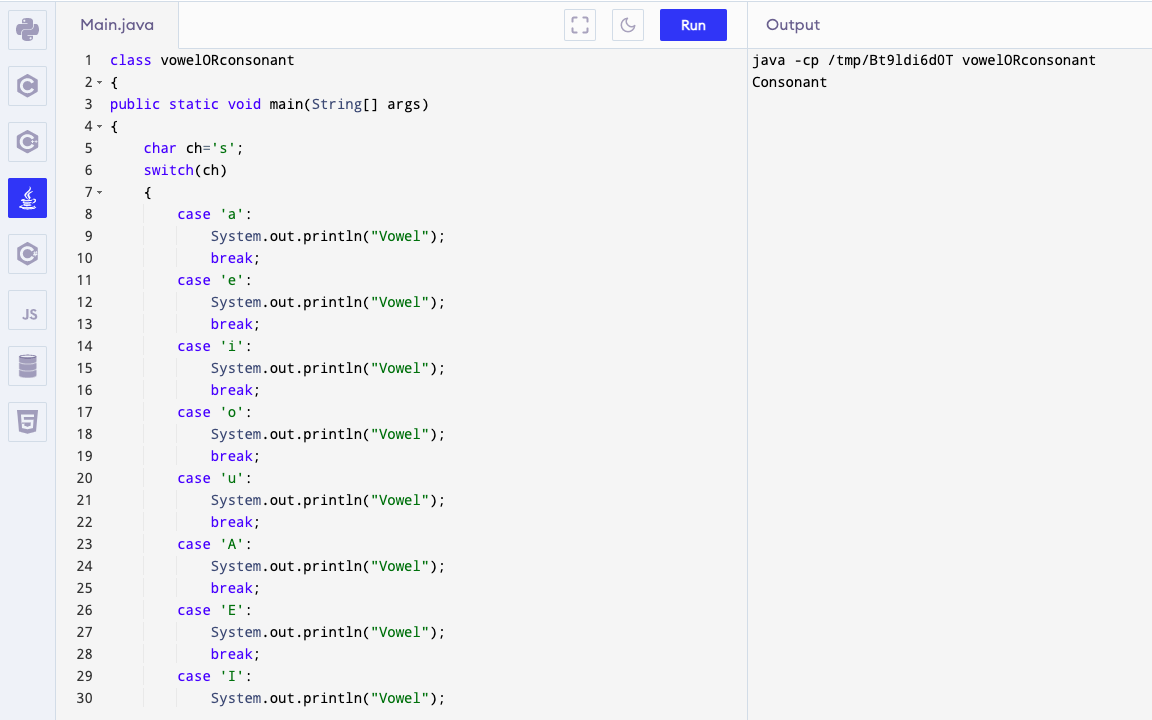 Main.java
Run
Output
1 class vowelORconsonant
2 {
3 public static void main(String[] args)
4 {
5     char ch='s';
6     switch(ch)
7     {
8         case 'a':
9             System.out.println("Vowel");
10             break;
11         case 'e':
12             System.out.println("Vowel");
13             break;
14         case 'i':
15             System.out.println("Vowel");
16             break;
17         case 'o':
18             System.out.println("Vowel");
19             break;
20         case 'u':
21             System.out.println("Vowel");
22             break;
23         case 'A':
24             System.out.println("Vowel");
25             break;
26         case 'E':
27             System.out.println("Vowel");
28             break;
29         case 'I':
30             System.out.println("Vowel");
java -cp /tmp/Bt9ldi6dOT vowelORconsonant
Consonant
JS